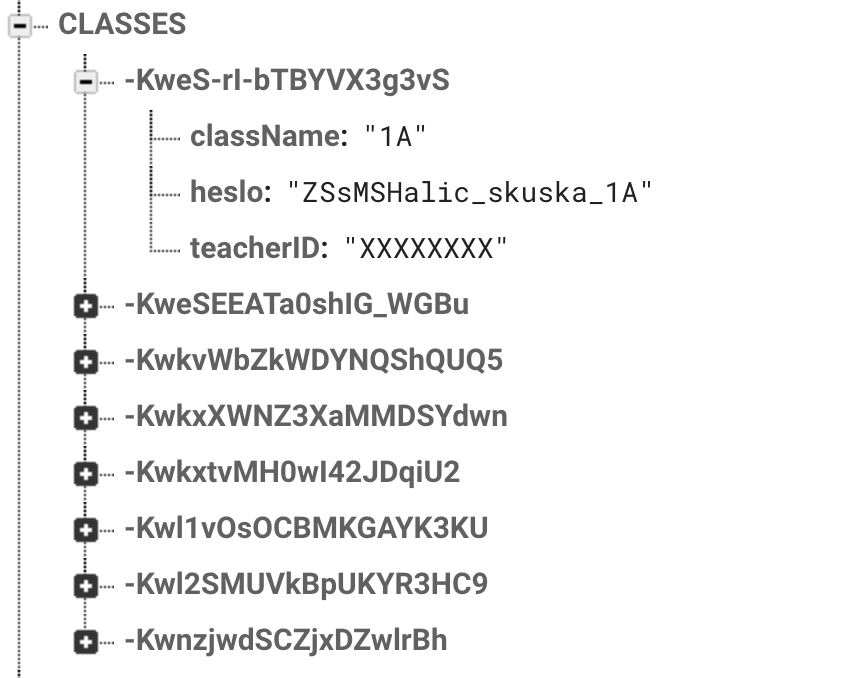 CLASSES
-KweS-rI-bTBYVX3g3vS
className: "1A"
heslo: "ZSsMSHalic_skuska_1A"
teacherID: "XXXXXXXX"
-KweSEEATa0shIG_WGBu
-KwkvWbZkWDYNQShQUQ5
-KwkxXWNZ3XaMMDSYdwn
-KwkxtvMH0wI42JDqiU2
-Kwl1vOsOCBMKGAYK3KU
-Kwl2SMUVkBpUKYR3HC9
-KwnzjwdSCZjxDZwlrBh